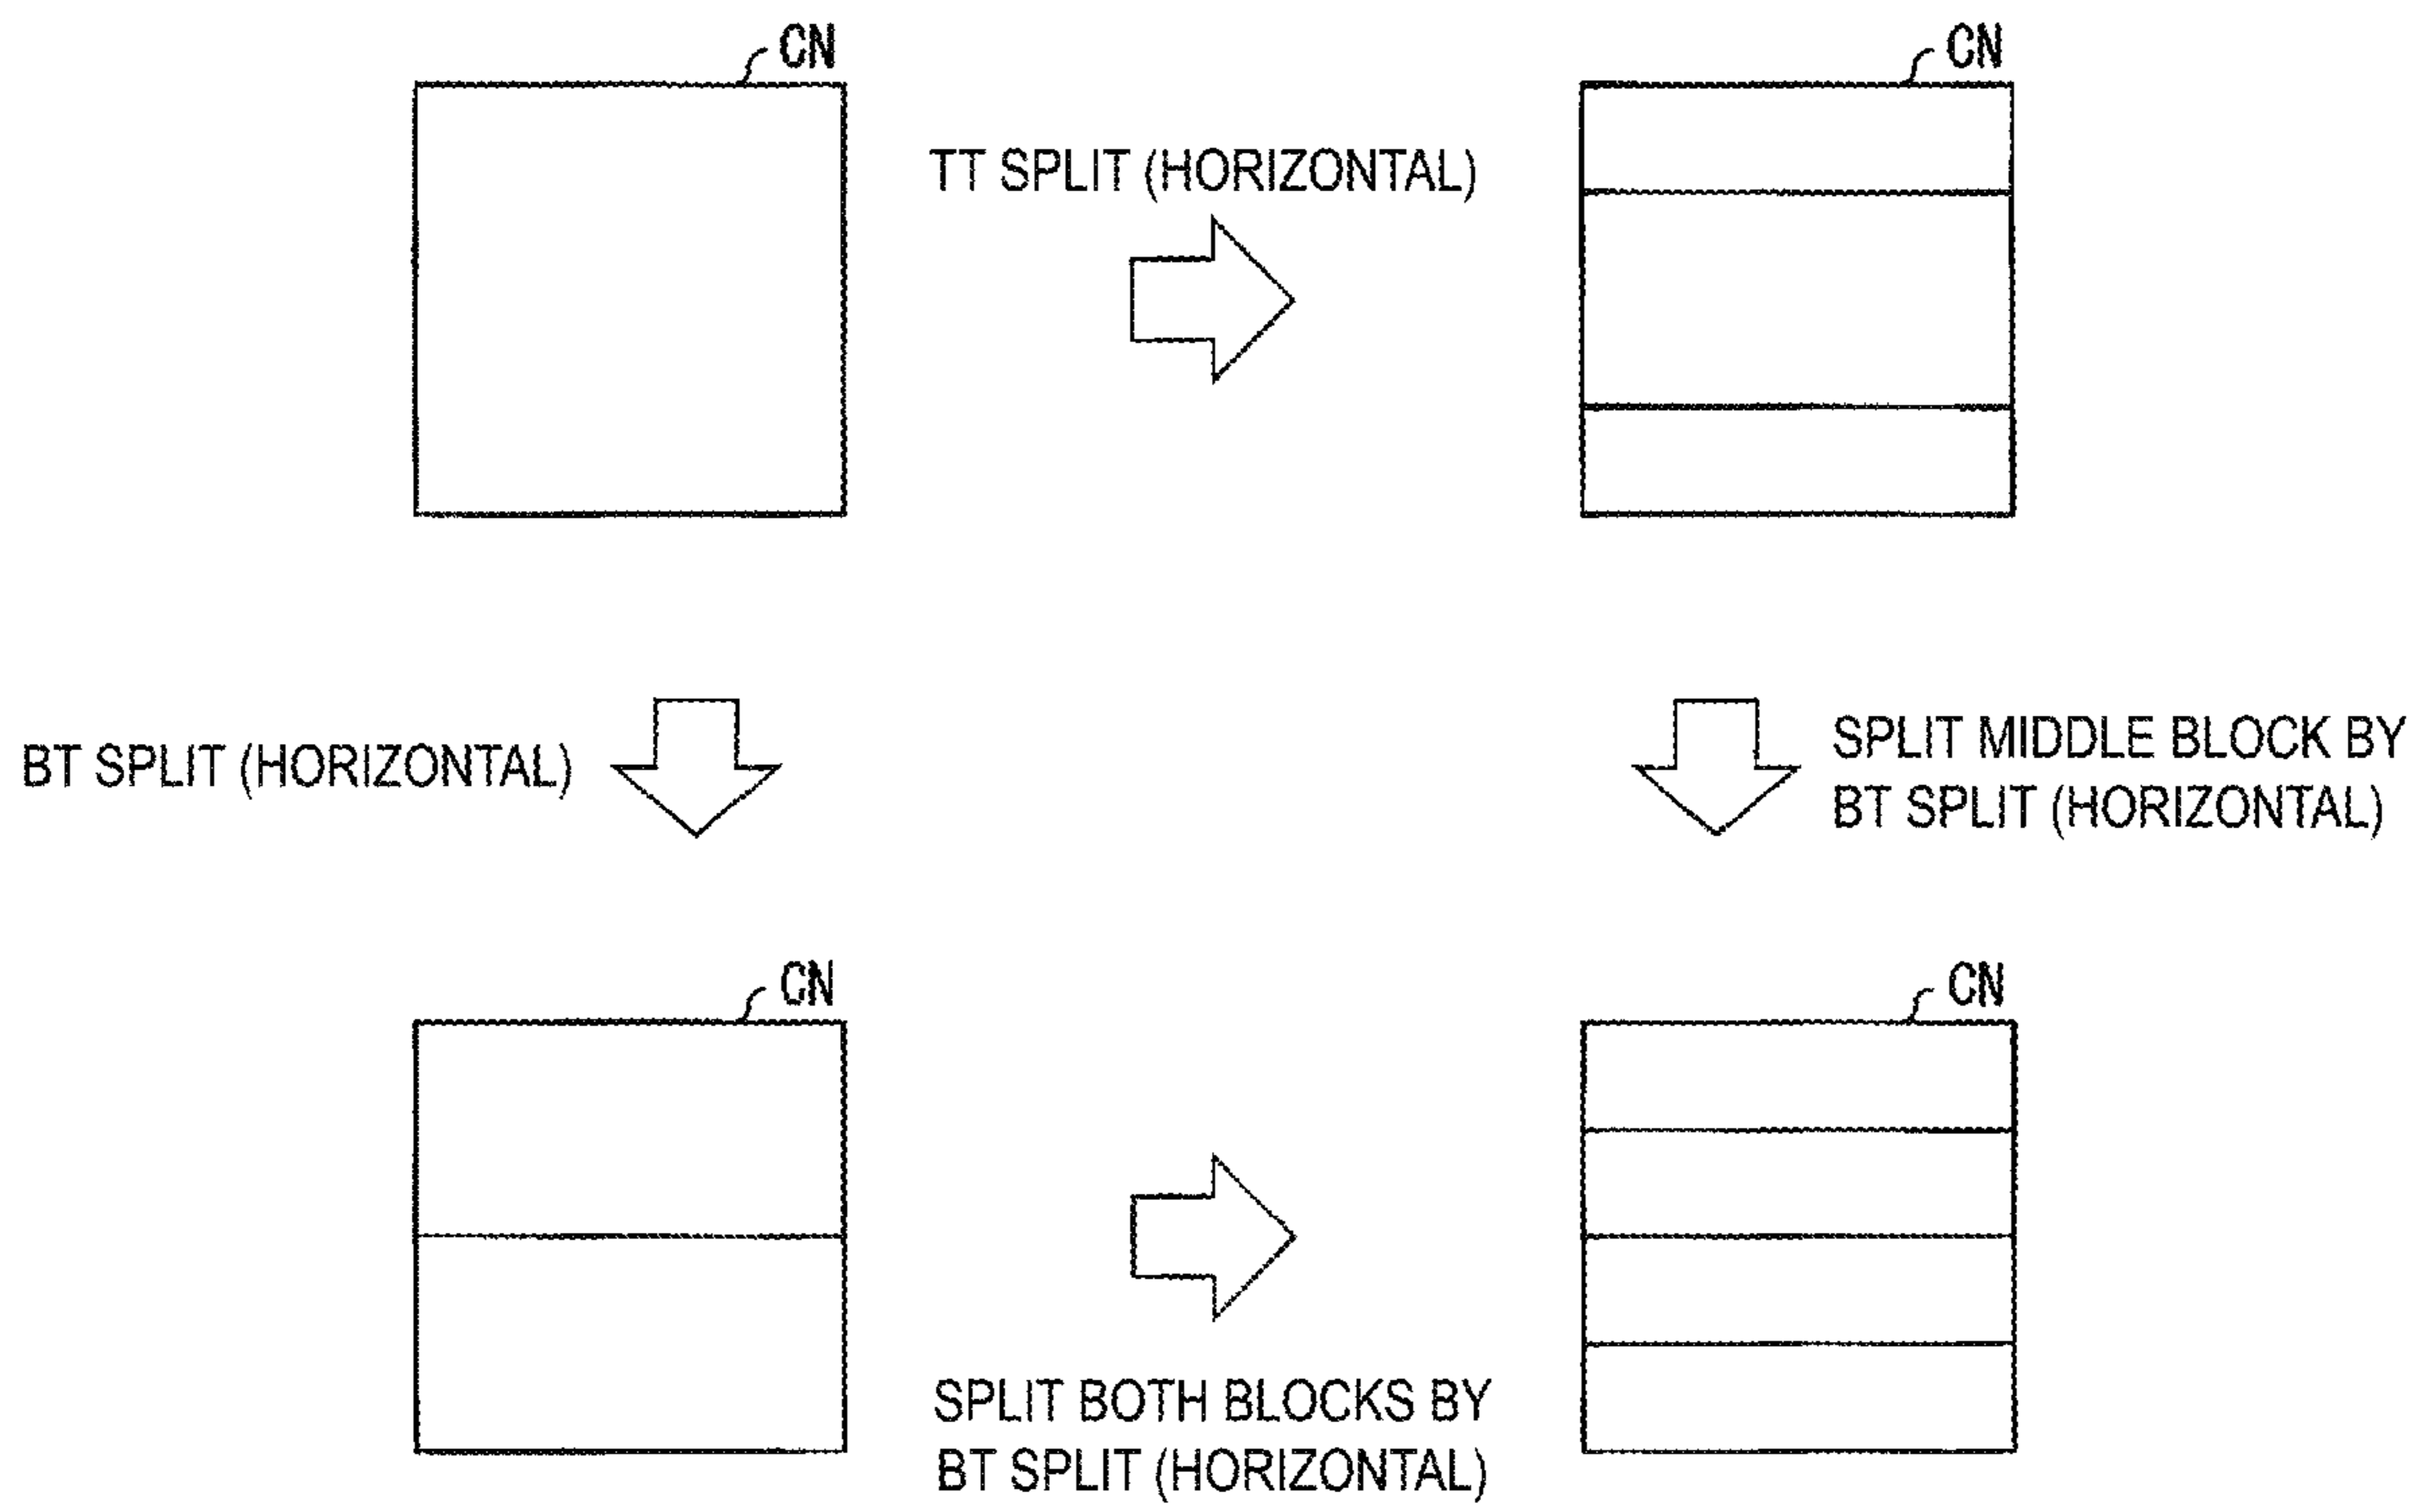 CN
CN
TT SPLIT (HORIZONTAL)
BT SPLIT (HORIZONTAL)
SPLIT MIDDLE BLOCK BY
BT SPLIT (HORIZONTAL)
CN
CN
SPLIT BOTH BLOCKS BY
BT SPLIT (HORIZONTAL)